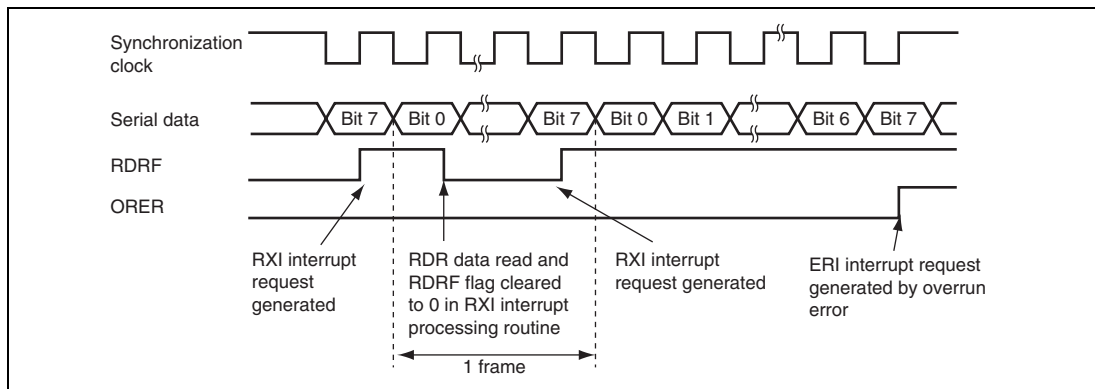 Synchronization
clock
Serial data
Bit 7
Bit 0
Bit 7
Bit 0
Bit 1
Bit 6
Bit 7
RDRF
ORER
RXI interrupt
request
generated
RDR data read and
RDRF flag cleared
to 0 in RXI interrupt
processing routine
RXI interrupt
request generated
ERI interrupt request
generated by overrun
error
1 frame